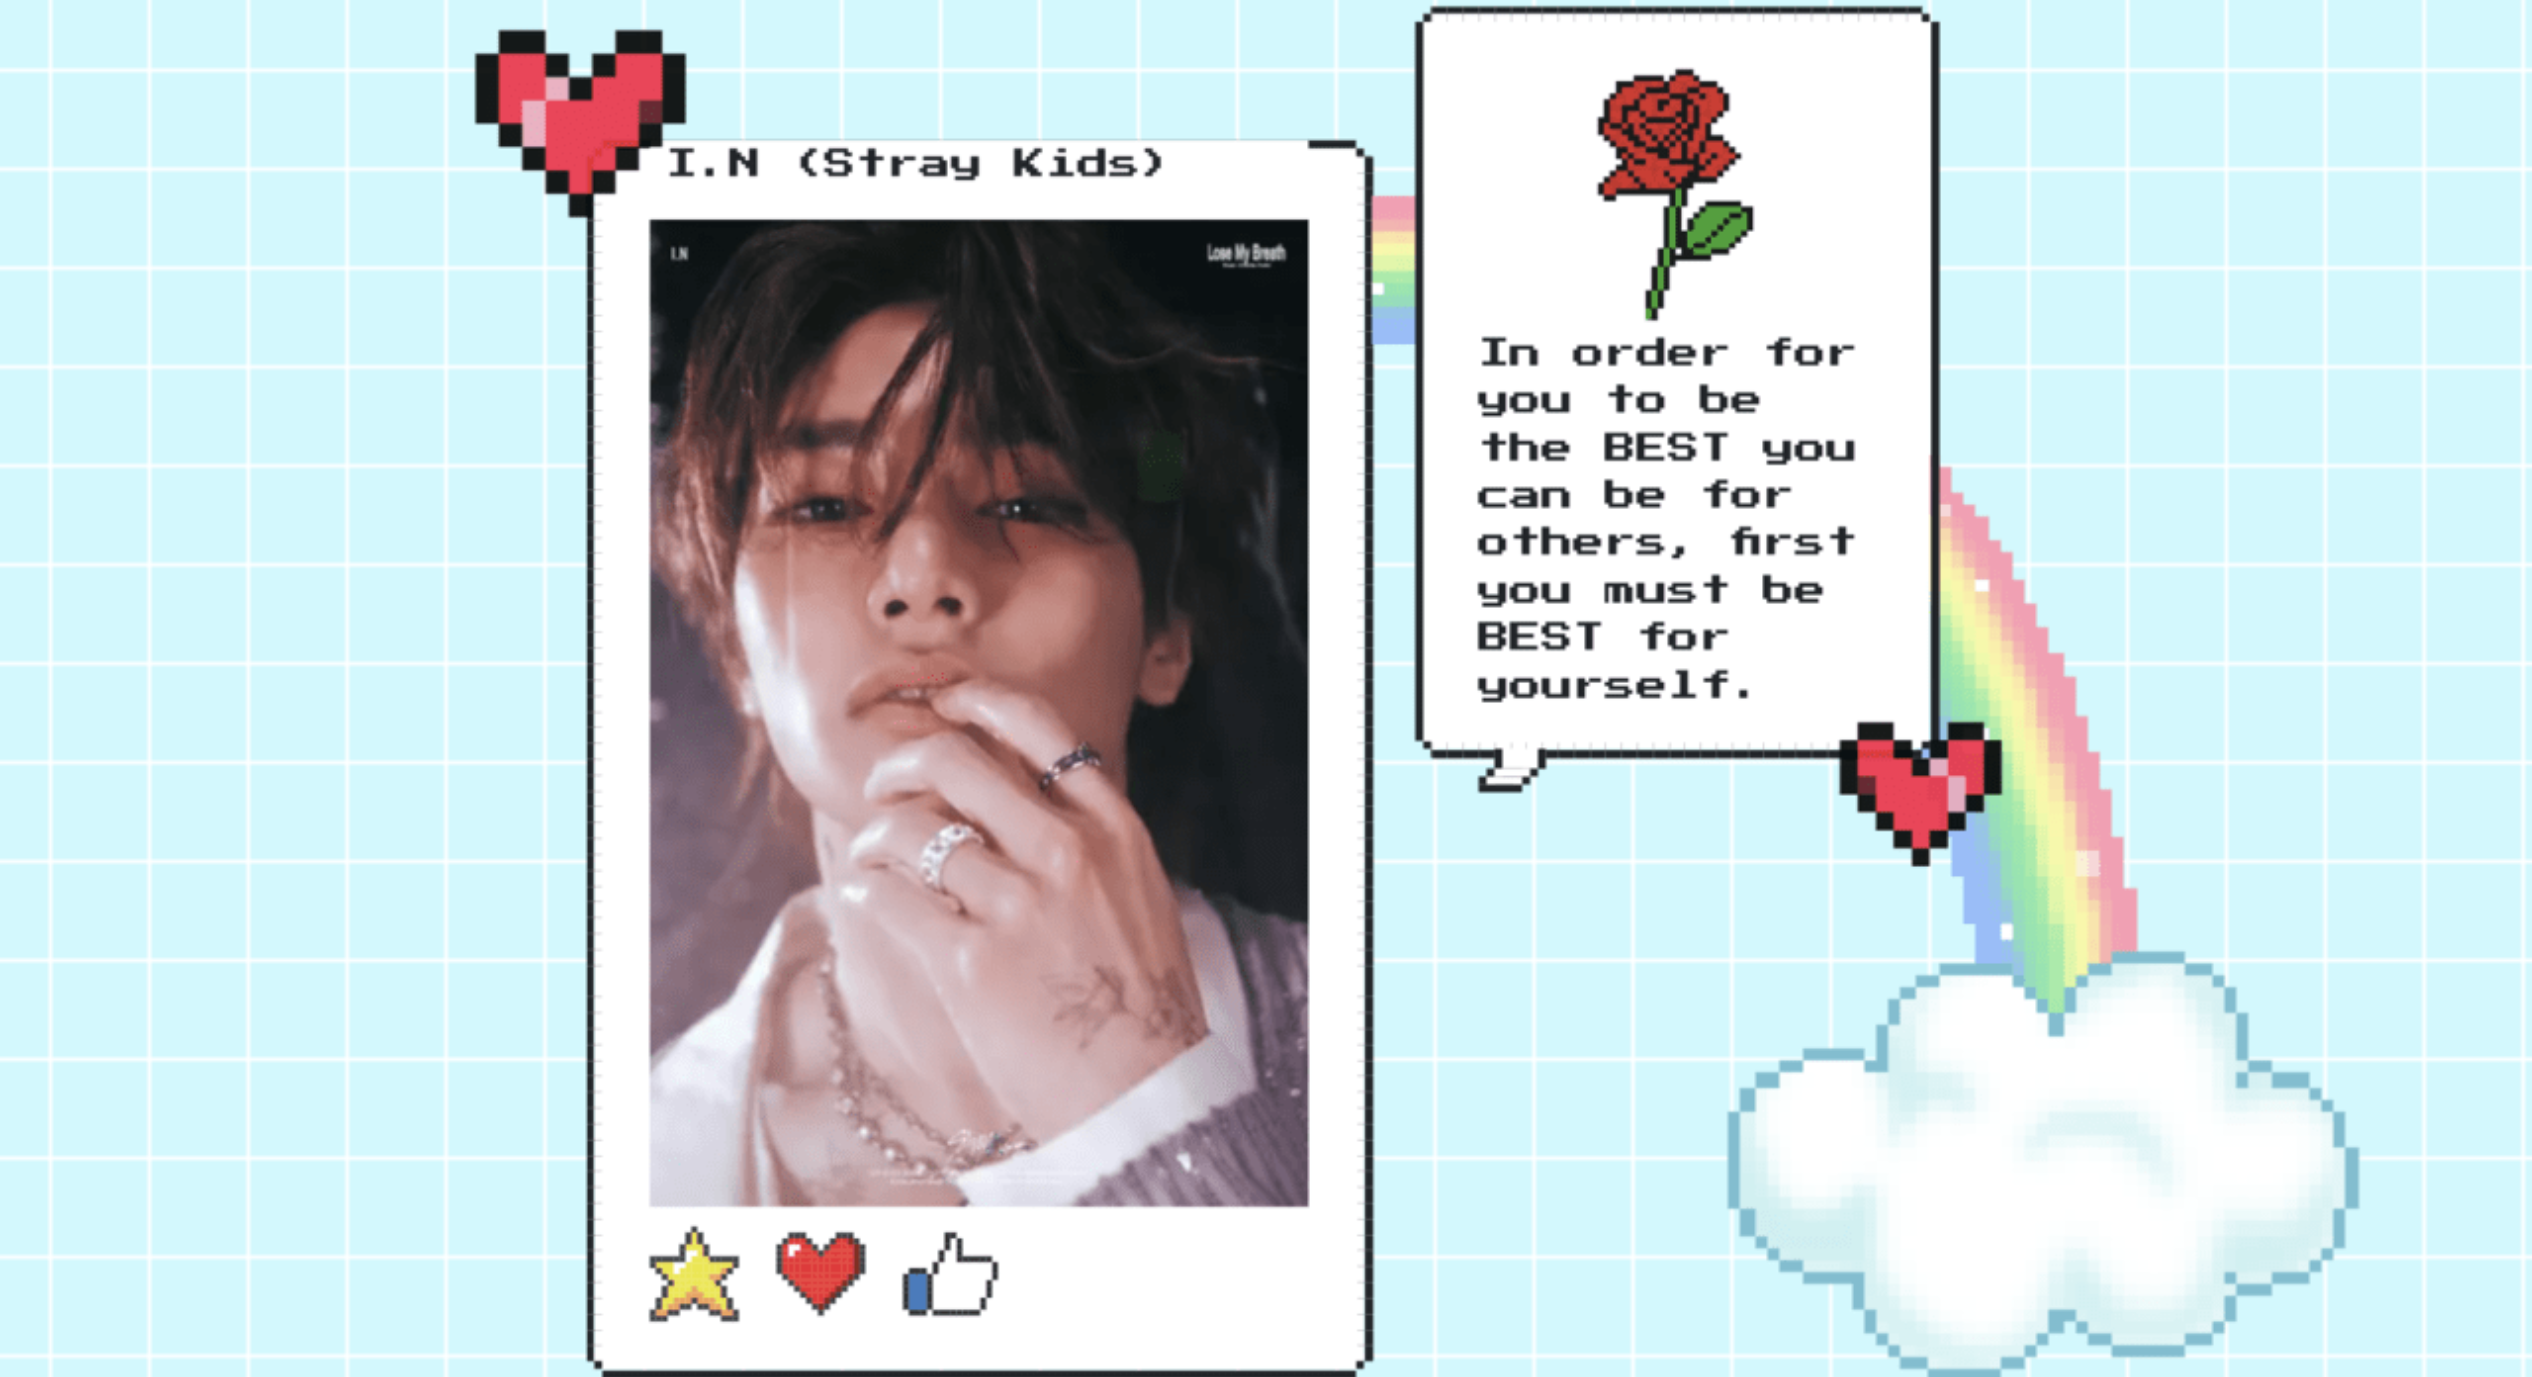 I.N (Stray Kids)
I.N
Lose My Breath
In order for
you to be
the BEST you
can be for
others, first
you must be
BEST for
yourself.